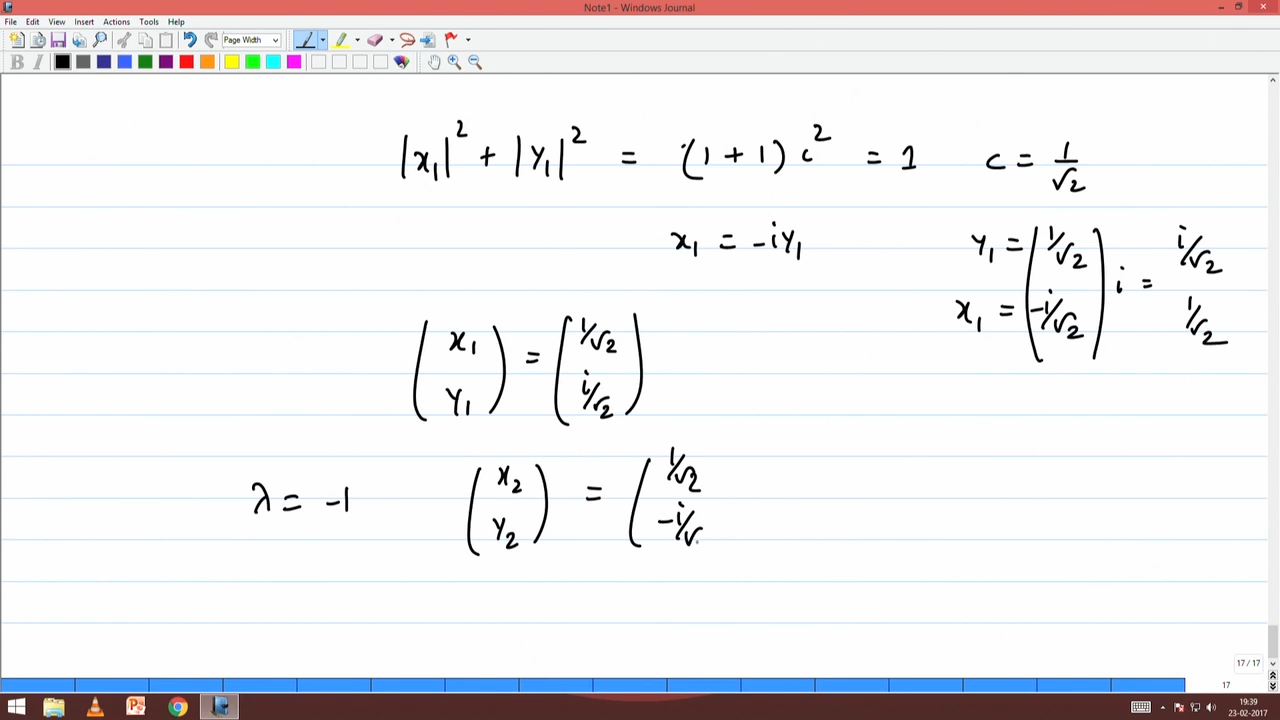 Note1 - Windows Journal
File Edit View Insert Actions Tools Help
Page Width
B I
|x₁|² + |y₁|² = (1 + 1) c² = 1 c = 1/√2
x₁ = -iy₁
y₁ = (1/√2) i = i/√2
x₁ = (-i/√2) 1/√2
(x₁) = (1/√2)
(y₁) (i/√2)
λ = -1 (x₂) = (1/√2
(y₂) -i/√
17 / 17
17
19:39
23-02-2017